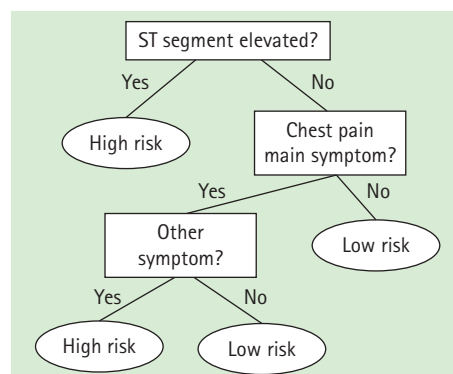 ST segment elevated?
Yes
No
High risk
Chest pain
main symptom?
Yes
No
Other
symptom?
Low risk
Yes
No
High risk
Low risk